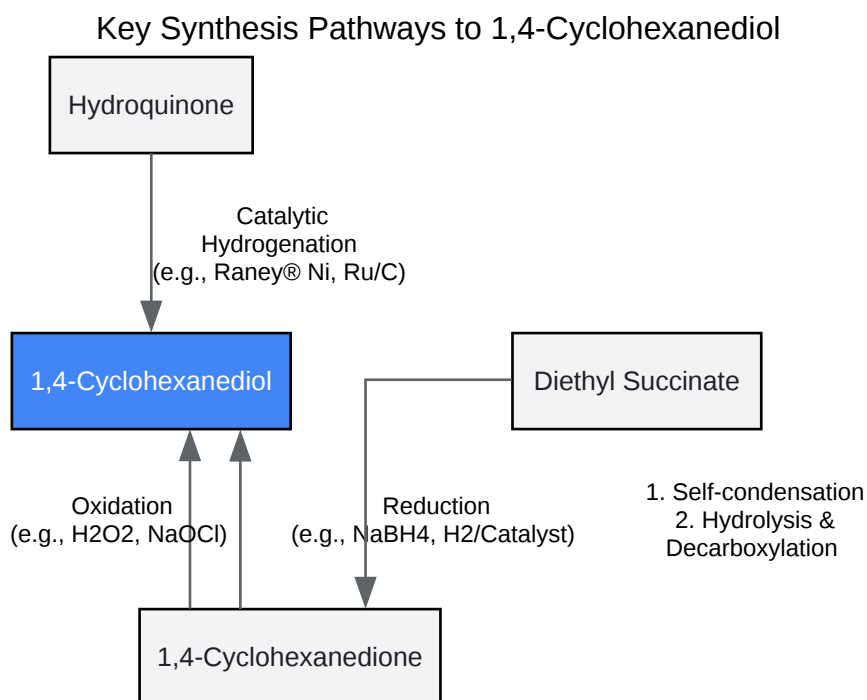 Key Synthesis Pathways to 1,4-Cyclohexanediol
Hydroquinone
Catalytic
Hydrogenation
(e.g., Raney® Ni, Ru/C)
1,4-Cyclohexanediol
Diethyl Succinate
Oxidation
(e.g., H2O2, NaOCl)
Reduction
(e.g., NaBH4, H2/Catalyst)
1. Self-condensation
2. Hydrolysis &
Decarboxylation
1,4-Cyclohexanedione